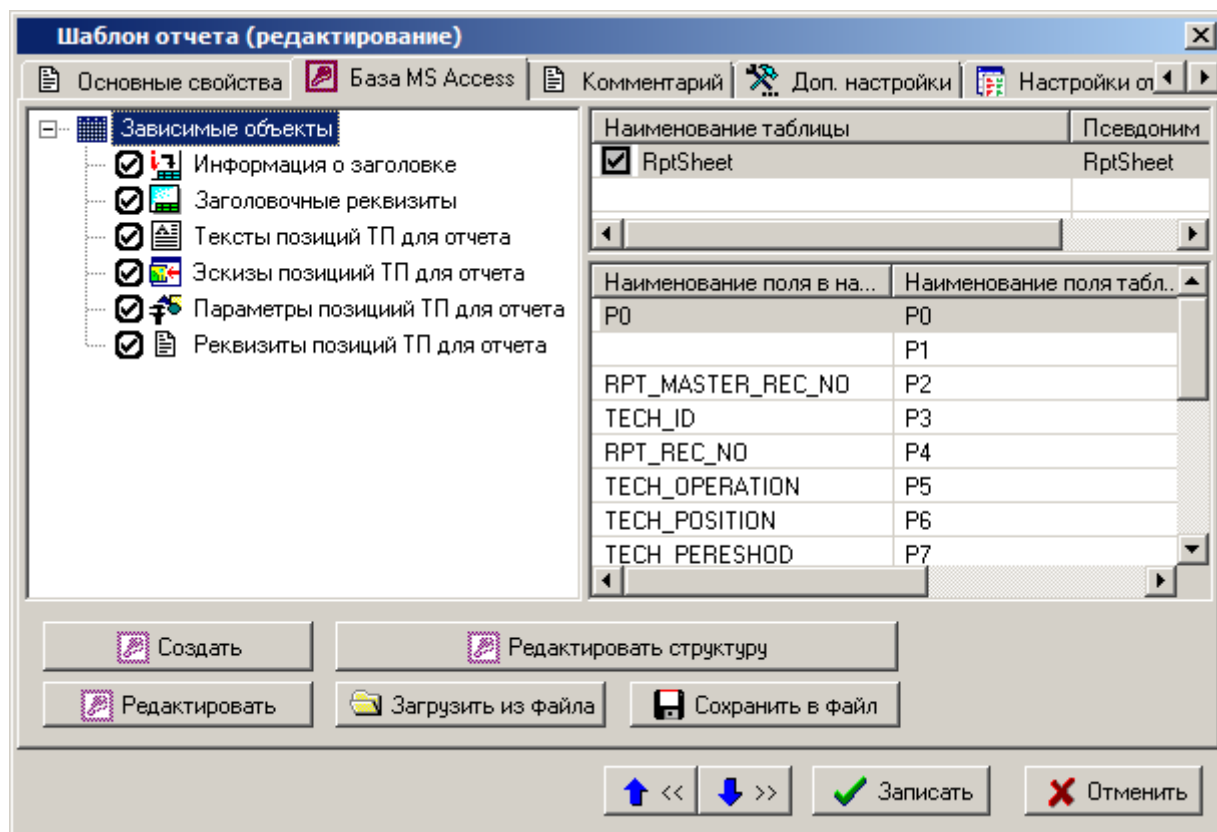 Шаблон отчета (редактирование)
Основные свойства База MS Access Комментарий Доп. настройки Настройки от
Зависимые объекты
Информация о заголовке
Заголовочные реквизиты
Тексты позиций ТП для отчета
Эскизы позициий ТП для отчета
Параметры позициий ТП для отчета
Реквизиты позиций ТП для отчета
Наименование таблицы Псевдоним
RptSheet RptSheet
Наименование поля в на... Наименование поля табл..
P0 P0
P1
RPT_MASTER_REC_NO P2
TECH_ID P3
RPT_REC_NO P4
TECH_OPERATION P5
TECH_POSITION P6
TECH_PERESHOD P7
Создать Редактировать структуру
Редактировать Загрузить из файла Сохранить в файл
<< >> Записать Отменить